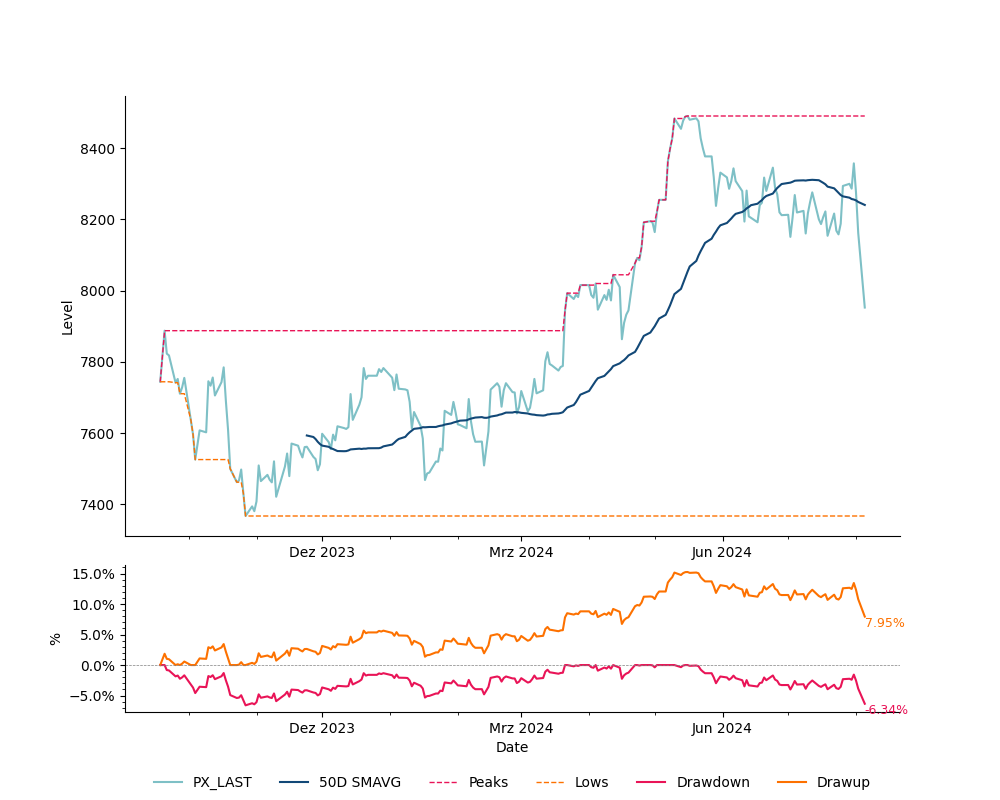 8400
8200
8000
7800
7600
7400
Level
Dez 2023 Mrz 2024 Jun 2024
15.0%
10.0%
5.0%
0.0%
−5.0%
%
7.95%
-6.34%
Dez 2023 Mrz 2024 Jun 2024
Date
PX_LAST 50D SMAVG Peaks Lows Drawdown Drawup